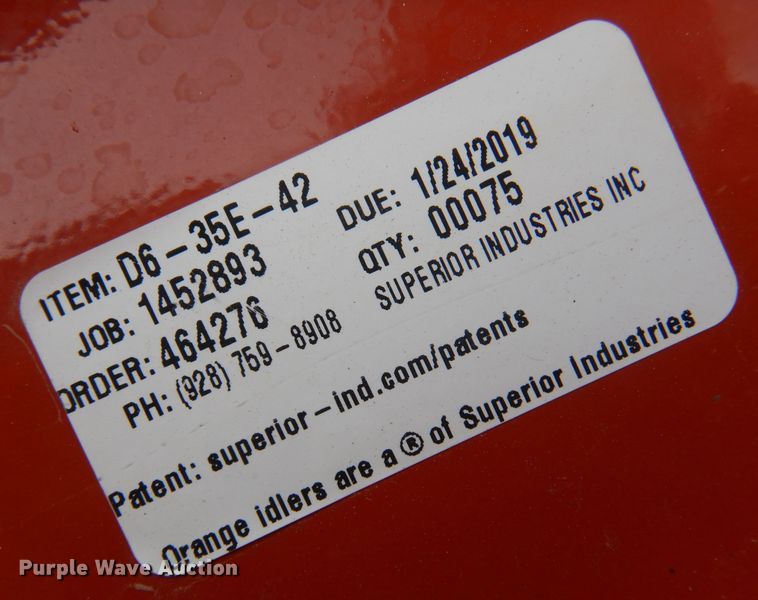 ITEM: D6-35E-42
JOB: 1452893 DUE: 1/24/2019
ORDER: 464276 QTY: 00075
PH: (928) 759-8908 SUPERIOR INDUSTRIES INC
Patent: superior-ind.com/patents
Orange idlers are a ® of Superior Industries
Purple Wave Auction